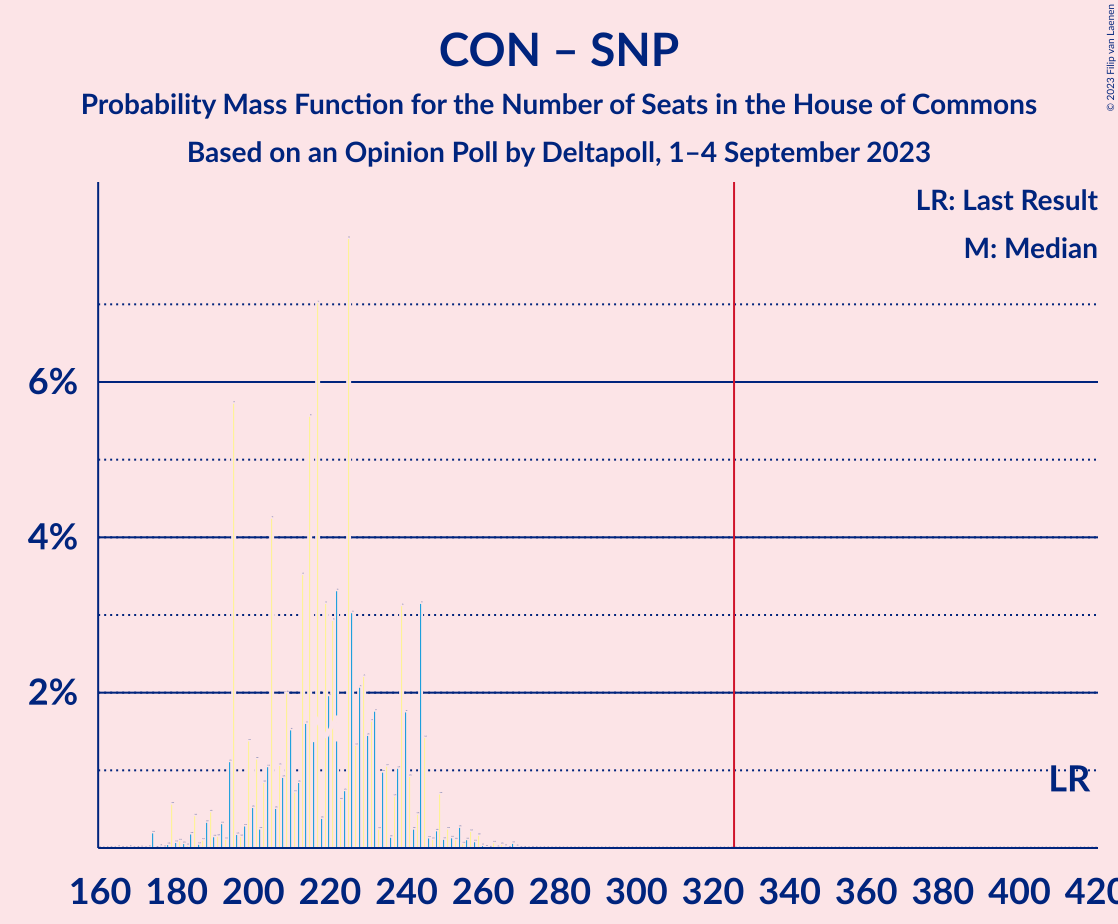 CON – SNP
Probability Mass Function for the Number of Seats in the House of Commons
Based on an Opinion Poll by Deltapoll, 1–4 September 2023
© 2023 Filip van Laenen
LR: Last Result
M: Median
6%
4%
2%
LR
160 180 200 220 240 260 280 300 320 340 360 380 400 420